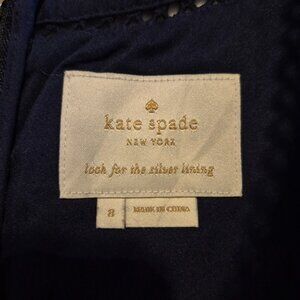 kate spade
NEW YORK
look for the silver lining
8
MADE IN CHINA